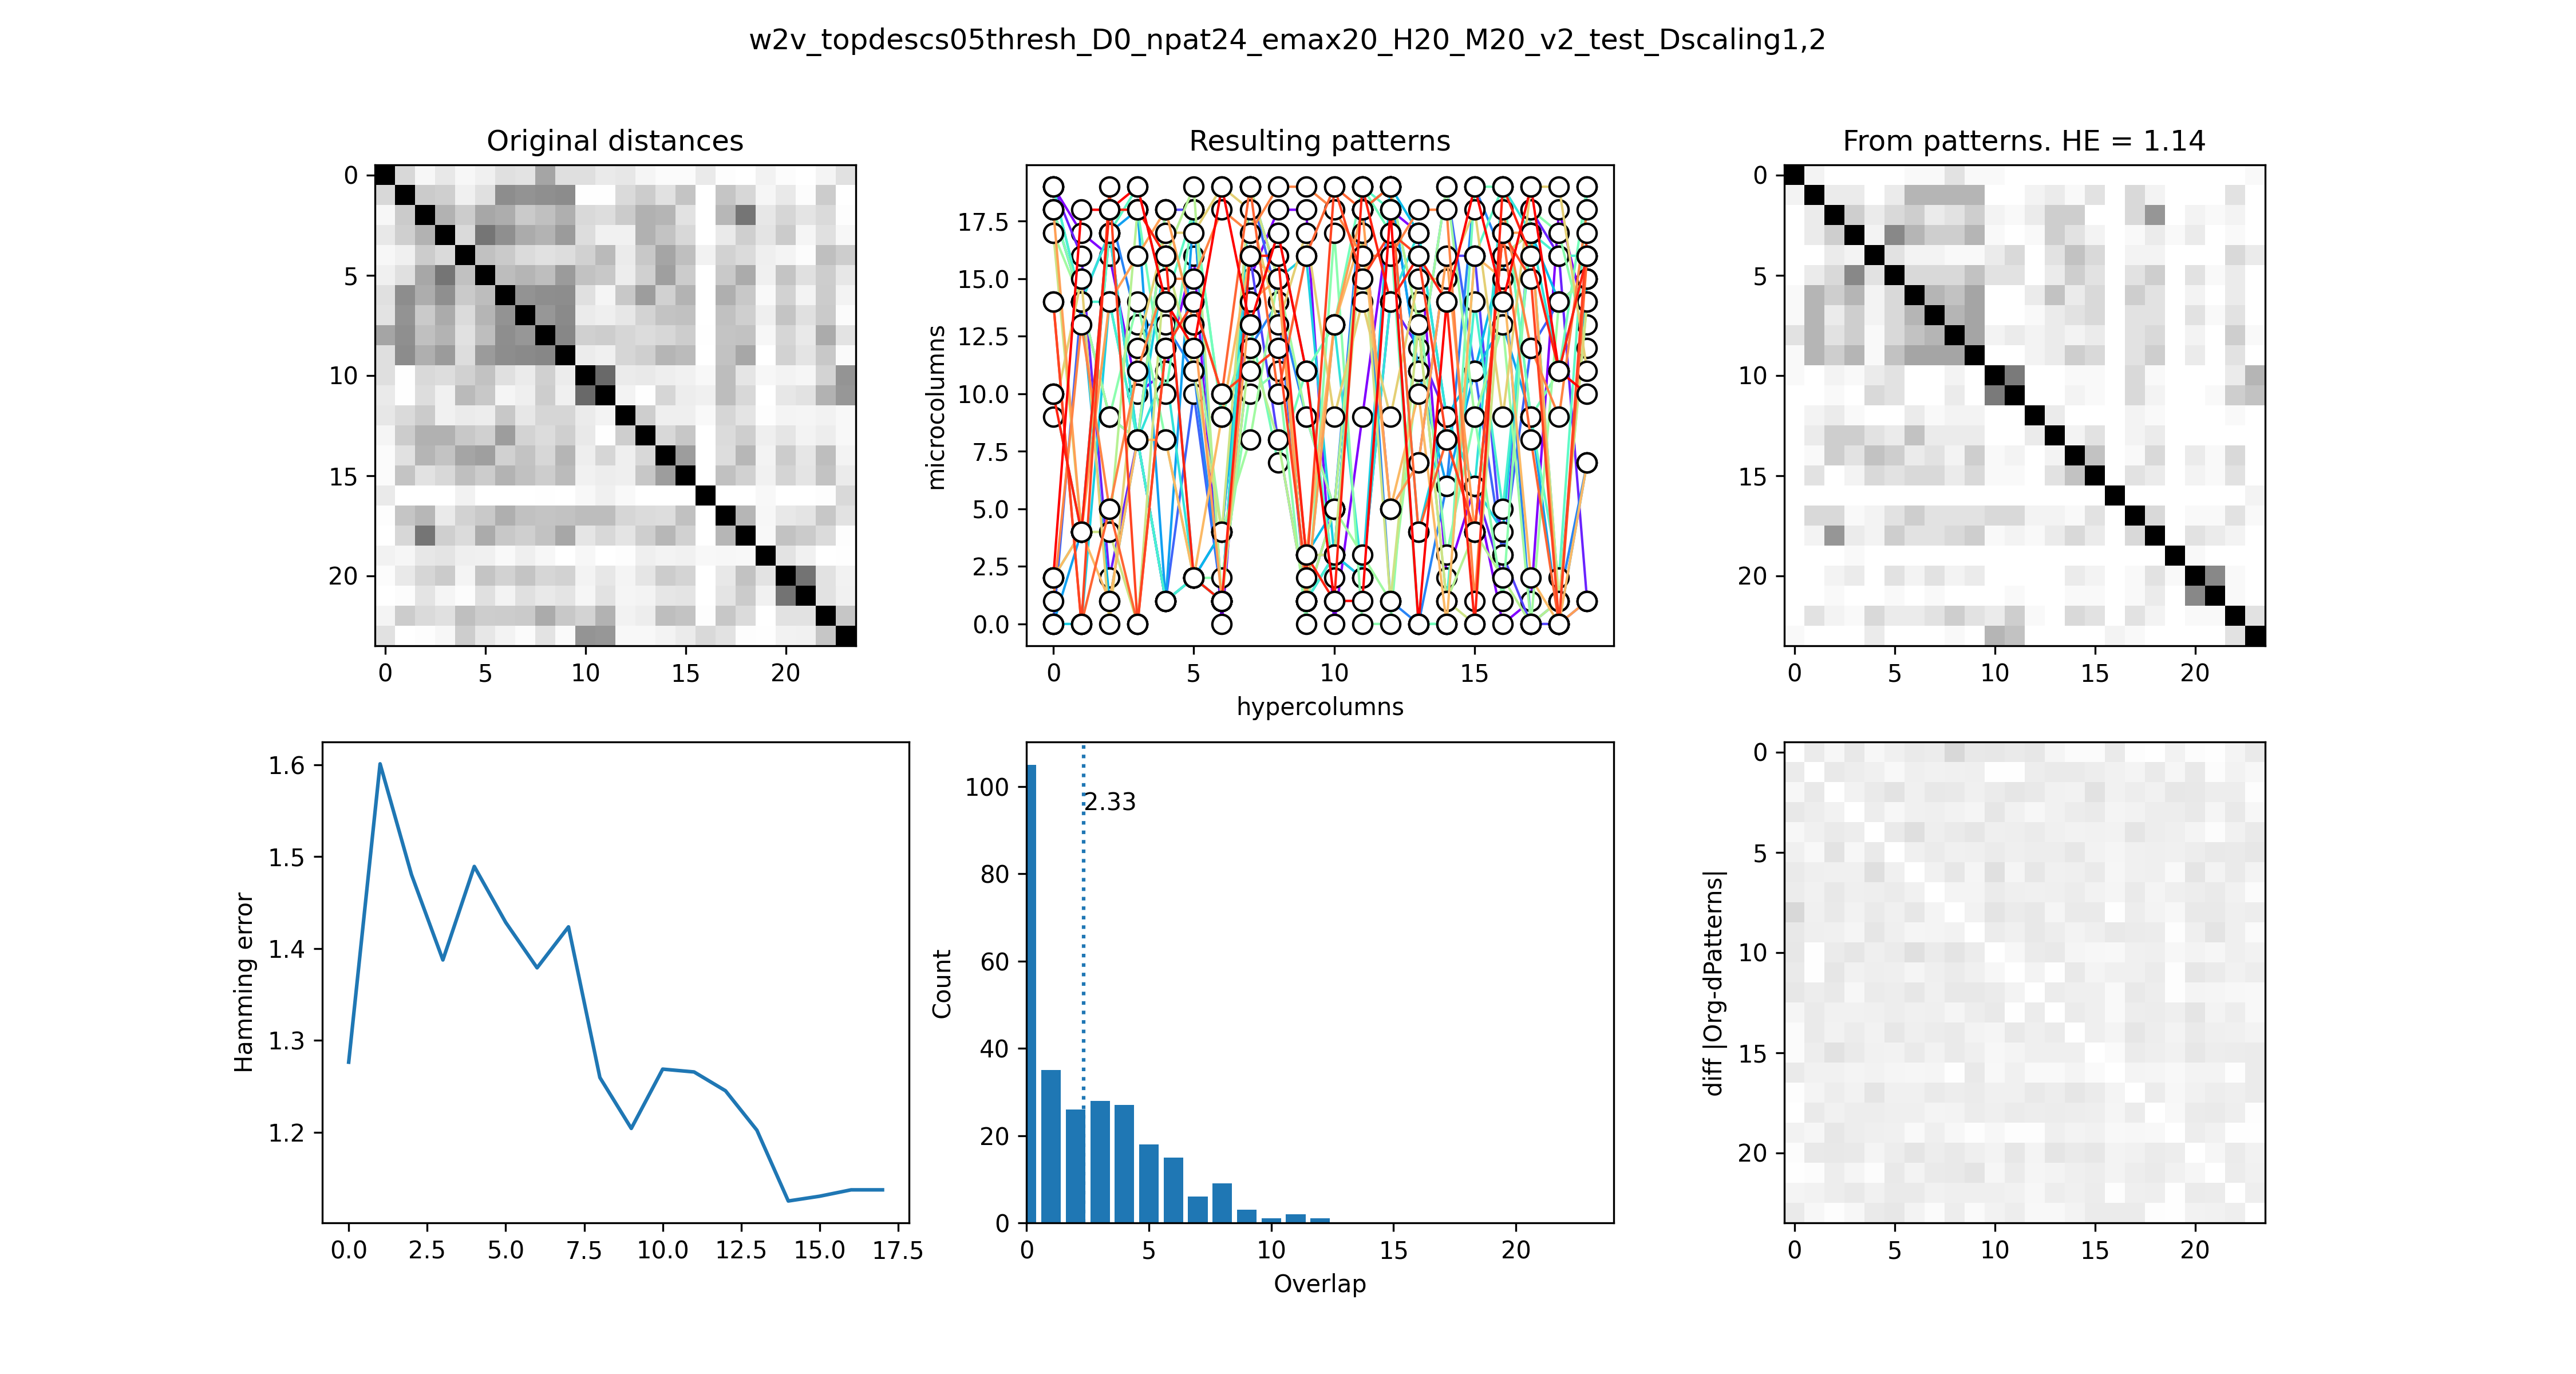 w2v_topdescs05thresh_D0_npat24_emax20_H20_M20_v2_test_Dscaling1,2
Original distances
0
5
10
15
20
0 5 10 15 20
Resulting patterns
microcolumns
17.5
15.0
12.5
10.0
7.5
5.0
2.5
0.0
0 5 10 15
hypercolumns
From patterns. HE = 1.14
0
5
10
15
20
0 5 10 15 20
Hamming error
1.6
1.5
1.4
1.3
1.2
0.0 2.5 5.0 7.5 10.0 12.5 15.0 17.5
Count
100
80
60
40
20
0
2.33
0 5 10 15 20
Overlap
diff |Org-dPatterns|
0
5
10
15
20
0 5 10 15 20